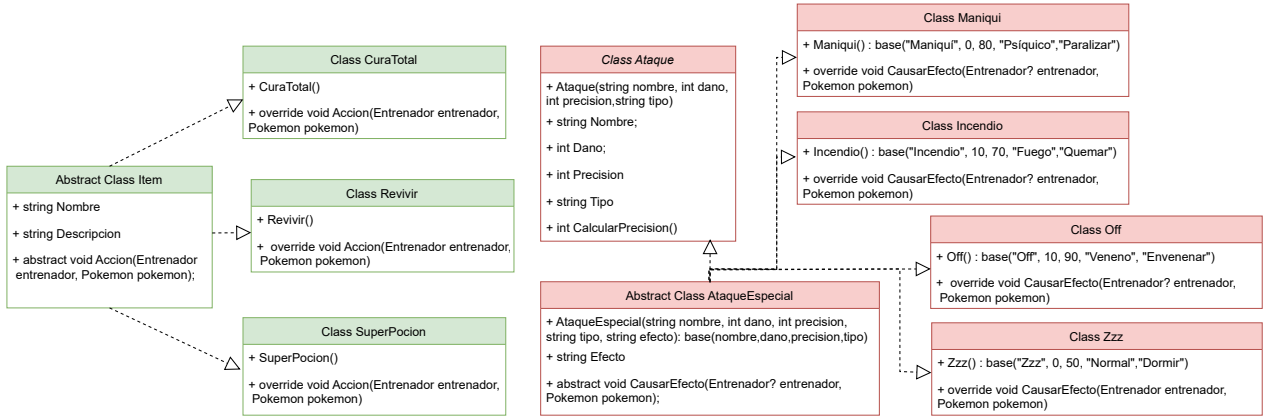 Abstract Class Item
+ string Nombre
+ string Descripcion
+ abstract void Accion(Entrenador
entrenador, Pokemon pokemon);
Class CuraTotal
+ CuraTotal()
+ override void Accion(Entrenador entrenador,
Pokemon pokemon)
Class Revivir
+ Revivir()
+ override void Accion(Entrenador entrenador,
Pokemon pokemon)
Class SuperPocion
+ SuperPocion()
+ override void Accion(Entrenador entrenador,
Pokemon pokemon)
Class Ataque
+ Ataque(string nombre, int dano,
int precision,string tipo)
+ string Nombre;
+ int Dano;
+ int Precision
+ string Tipo
+ int CalcularPrecision()
Abstract Class AtaqueEspecial
+ AtaqueEspecial(string nombre, int dano, int precision,
string tipo, string efecto): base(nombre,dano,precision,tipo)
+ string Efecto
+ abstract void CausarEfecto(Entrenador? entrenador,
Pokemon pokemon);
Class Maniqui
+ Maniqui() : base("Maniquí", 0, 80, "Psíquico","Paralizar")
+ override void CausarEfecto(Entrenador? entrenador,
Pokemon pokemon)
Class Incendio
+ Incendio() : base("Incendio", 10, 70, "Fuego","Quemar")
+ override void CausarEfecto(Entrenador? entrenador,
Pokemon pokemon)
Class Off
+ Off() : base("Off", 10, 90, "Veneno", "Envenenar")
+ override void CausarEfecto(Entrenador? entrenador,
Pokemon pokemon)
Class Zzz
+ Zzz() : base("Zzz", 0, 50, "Normal","Dormir")
+ override void CausarEfecto(Entrenador entrenador,
Pokemon pokemon)